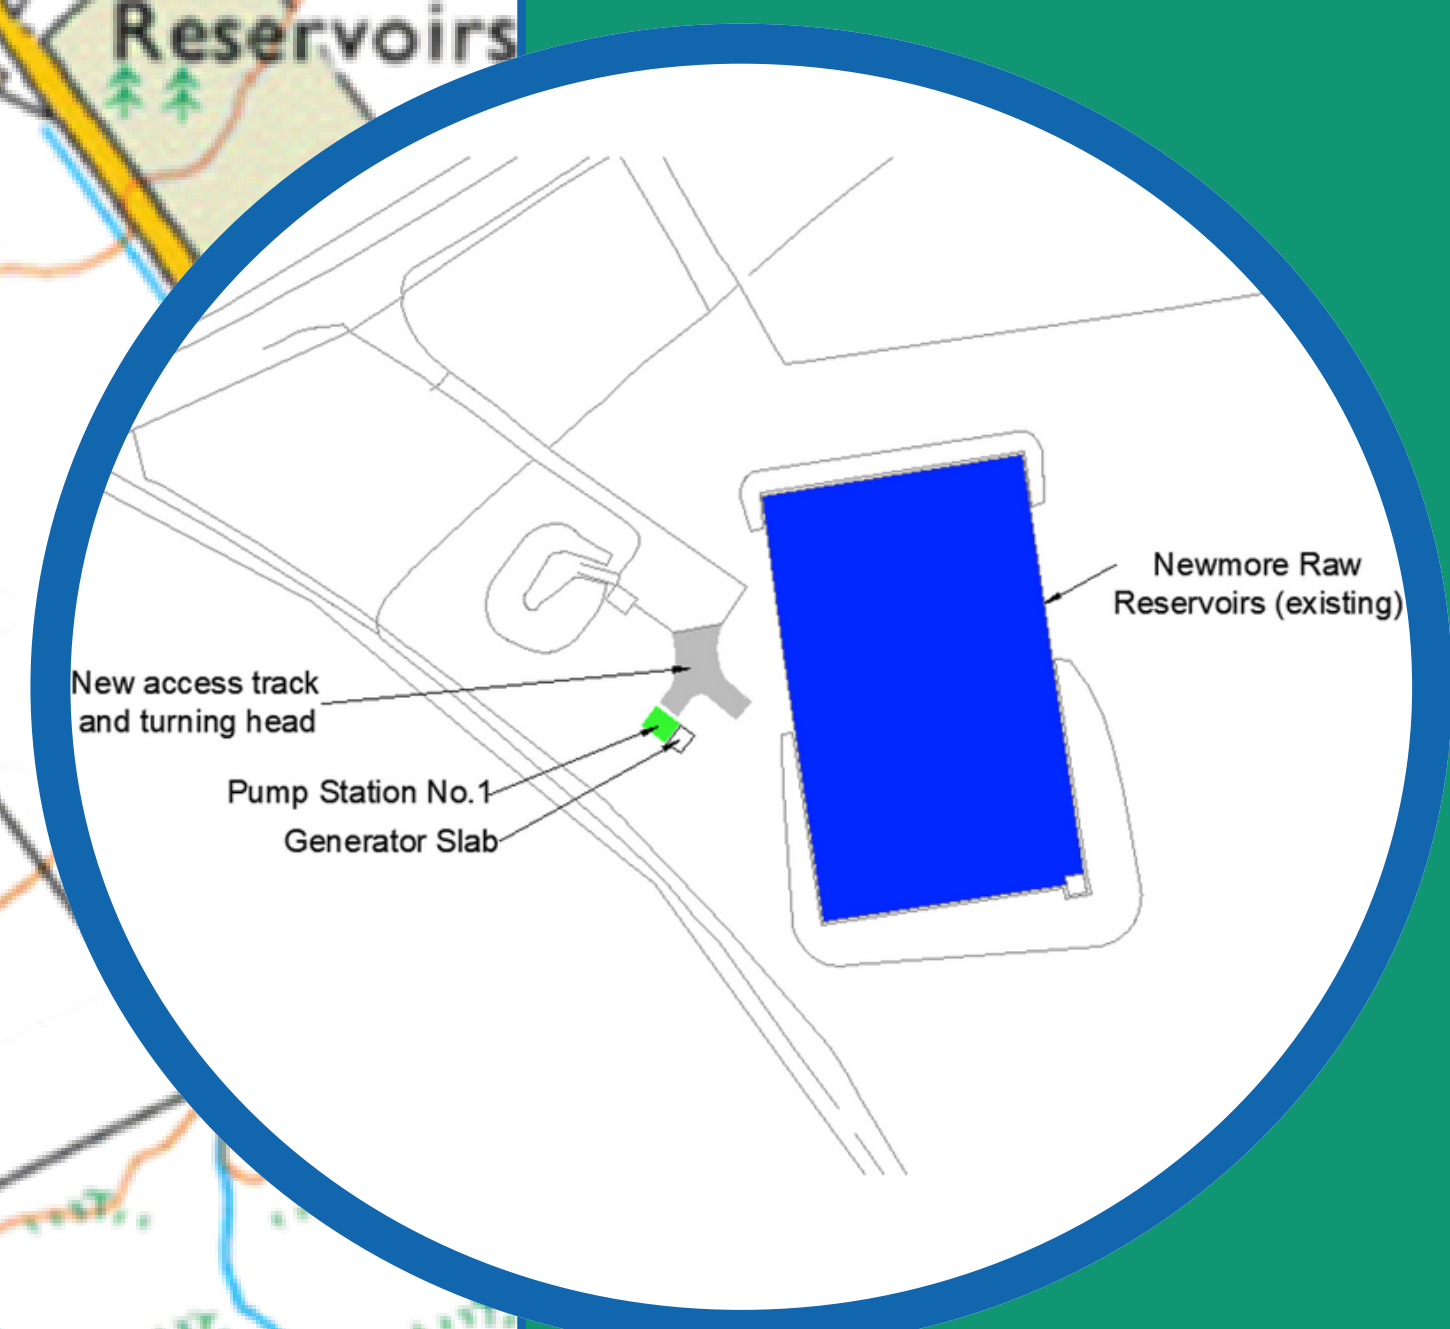 Reservoirs
Newmore Raw
Reservoirs (existing)
New access track
and turning head
Pump Station No.1
Generator Slab